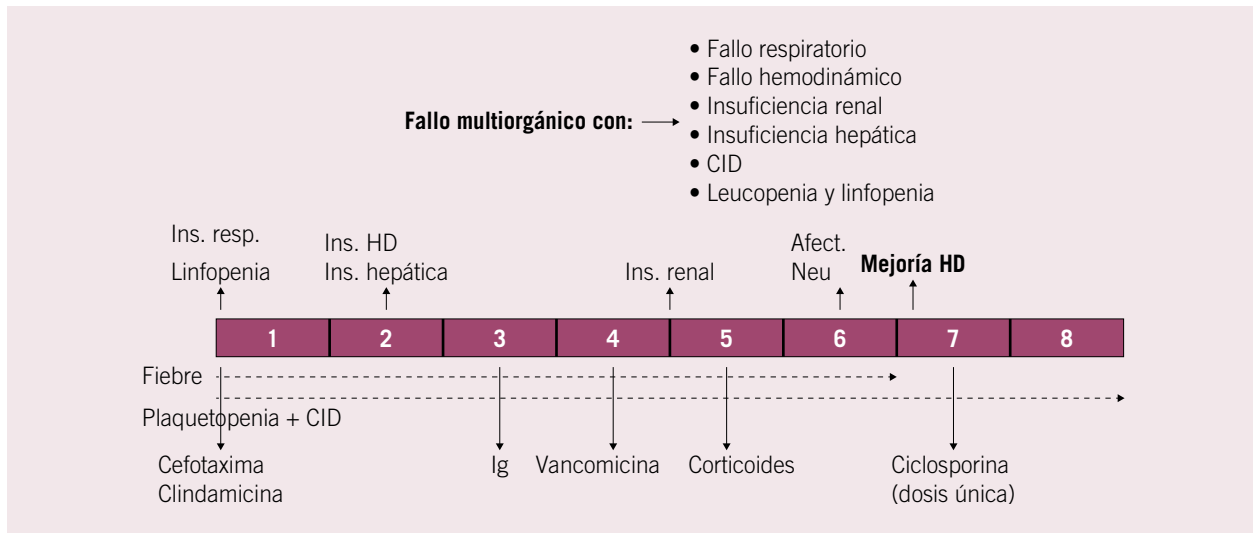 • Fallo respiratorio
• Fallo hemodinámico
Fallo multiorgánico con:
• Insuficiencia renal
• Insuficiencia hepática
• CID
• Leucopenia y linfopenia
Ins. resp.
Linfopenia
Ins. HD
Ins. hepática
Ins. renal
Afect.
Neu
Mejoría HD
1 2 3 4 5 6 7 8
Fiebre
Plaquetopenia + CID
Cefotaxima
Clindamicina
Ig
Vancomicina
Corticoides
Ciclosporina
(dosis única)